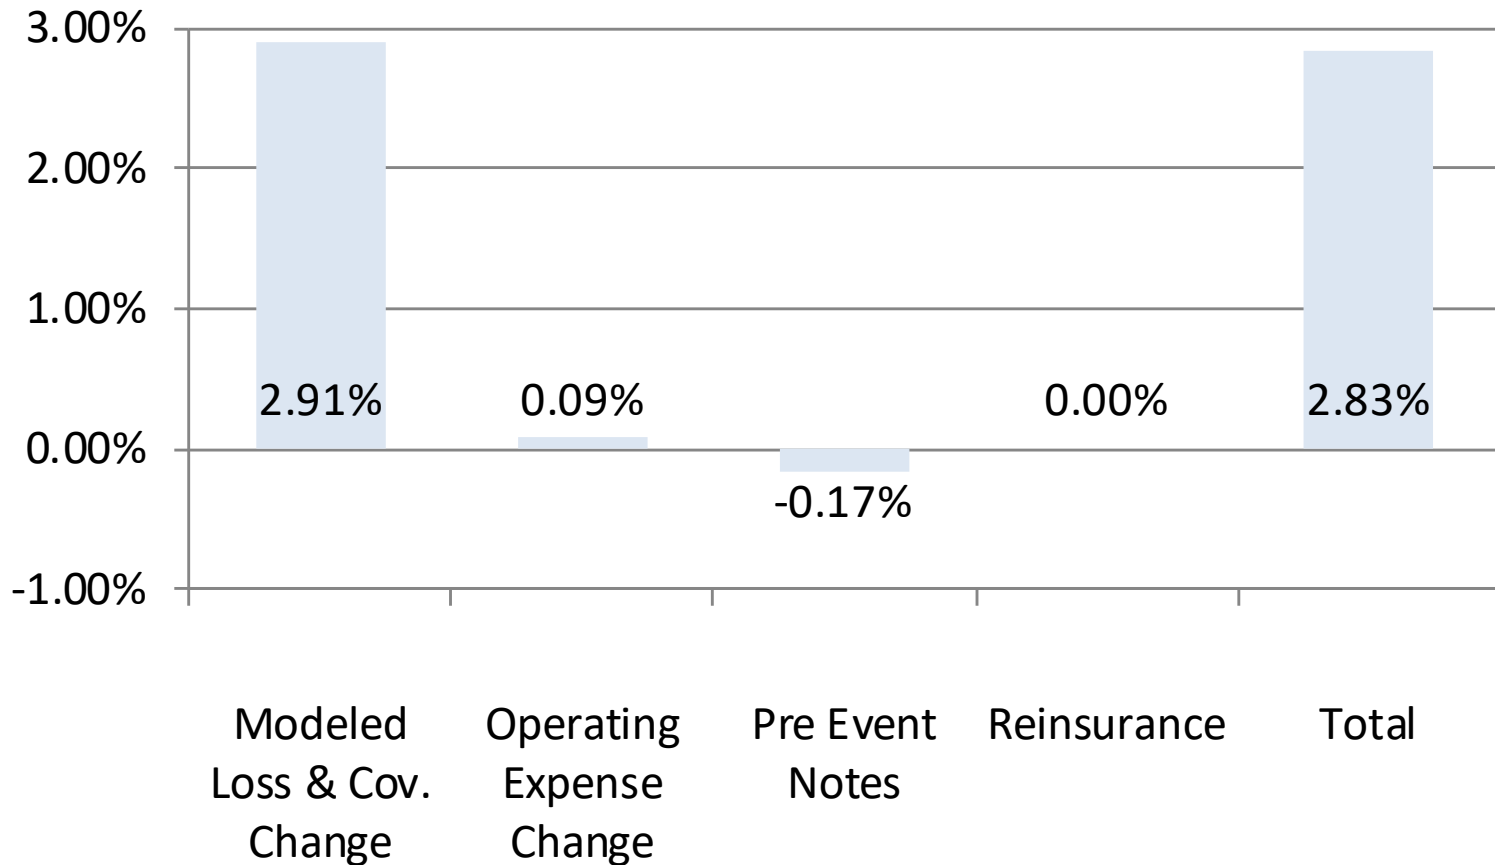 3.00%
2.00%
1.00%
0.00%
-1.00%
2.91%
0.09%
-0.17%
0.00%
2.83%
Modeled
Loss & Cov.
Change
Operating
Expense
Change
Pre Event
Notes
Reinsurance
Total